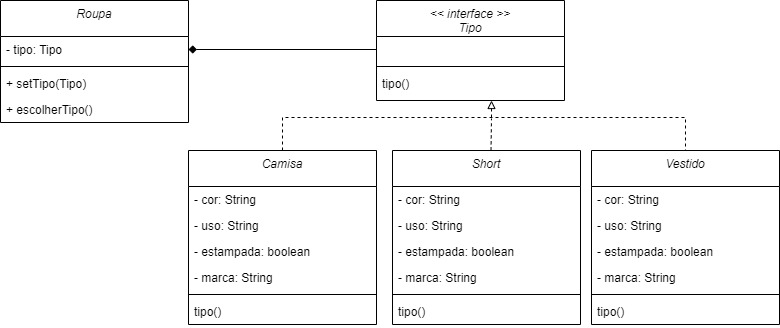 Roupa
- tipo: Tipo
+ setTipo(Tipo)
+ escolherTipo()
<< interface >>
Tipo
tipo()
Camisa
- cor: String
- uso: String
- estampada: boolean
- marca: String
tipo()
Short
- cor: String
- uso: String
- estampada: boolean
- marca: String
tipo()
Vestido
- cor: String
- uso: String
- estampada: boolean
- marca: String
tipo()